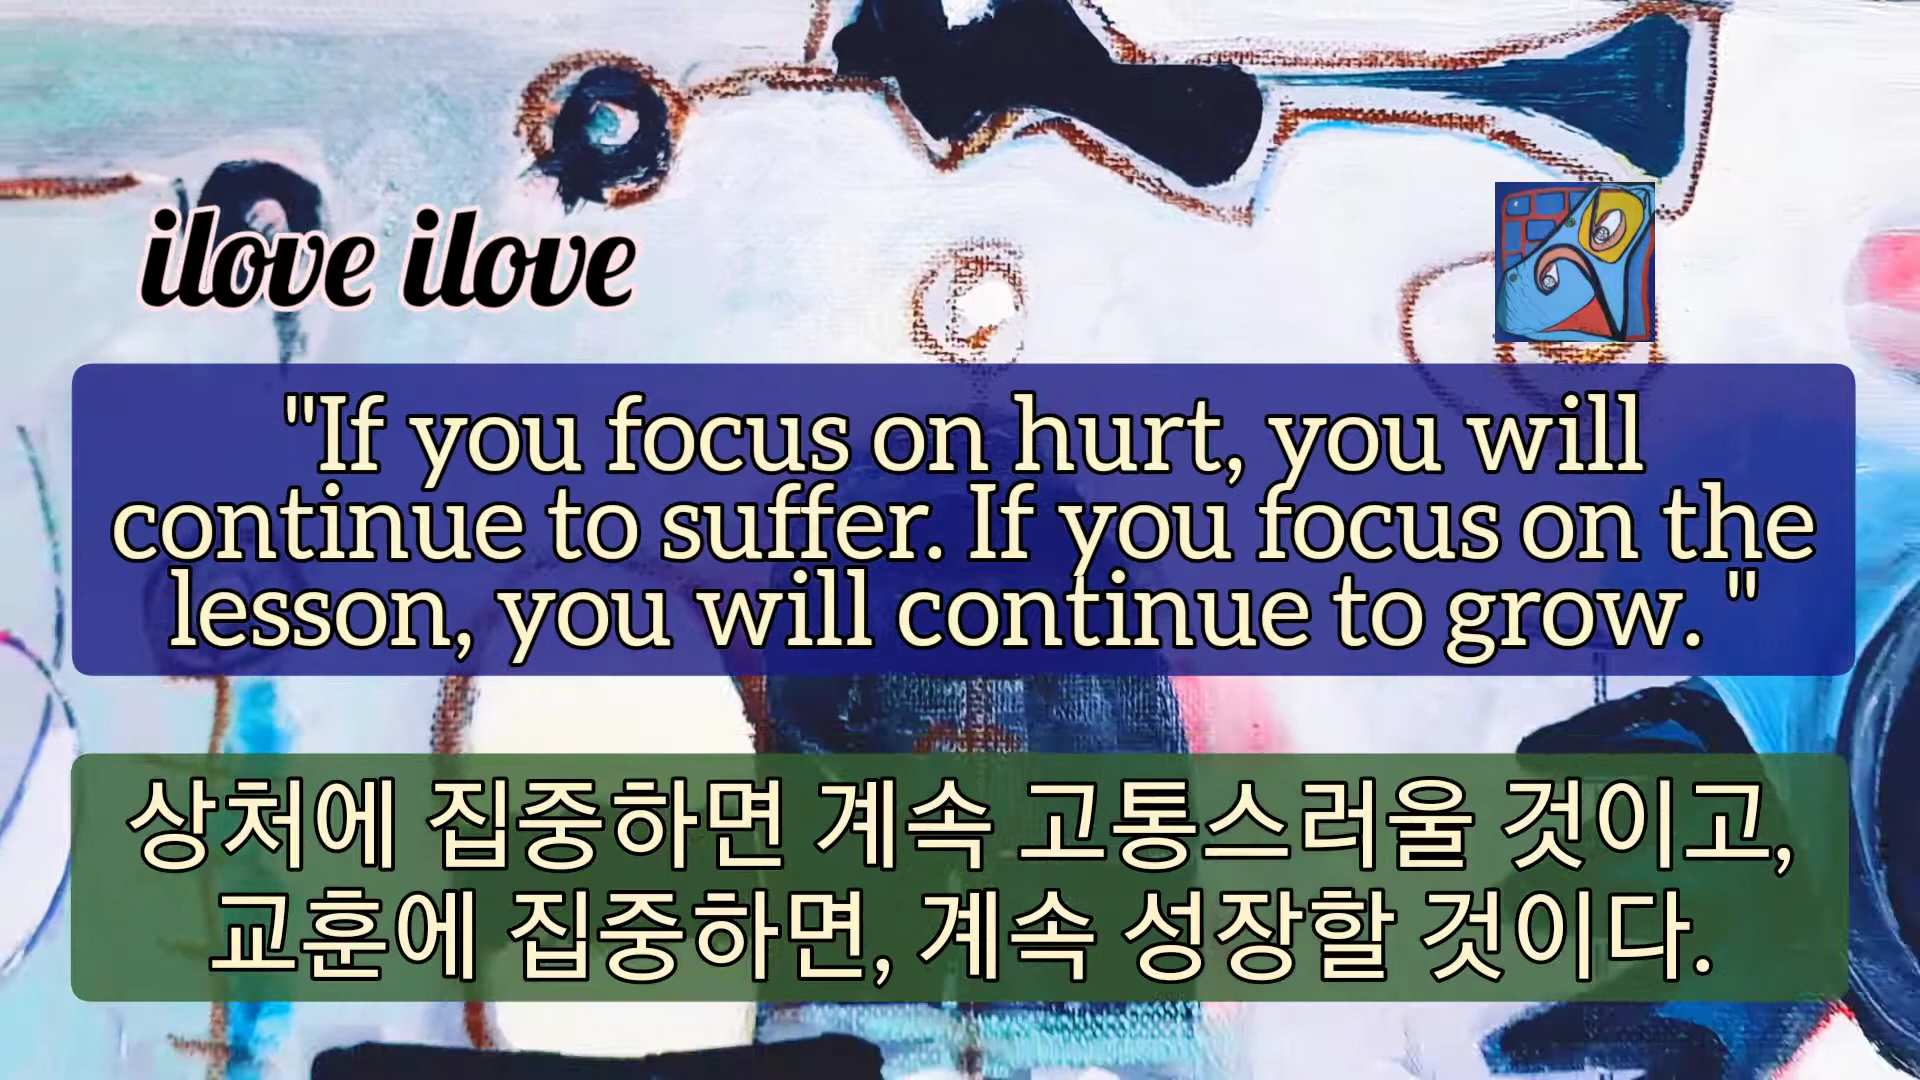 ilove ilove
"If you focus on hurt, you will
continue to suffer. If you focus on the
lesson, you will continue to grow. "
상처에 집중하면 계속 고통스러울 것이고,
교훈에 집중하면, 계속 성장할 것이다.